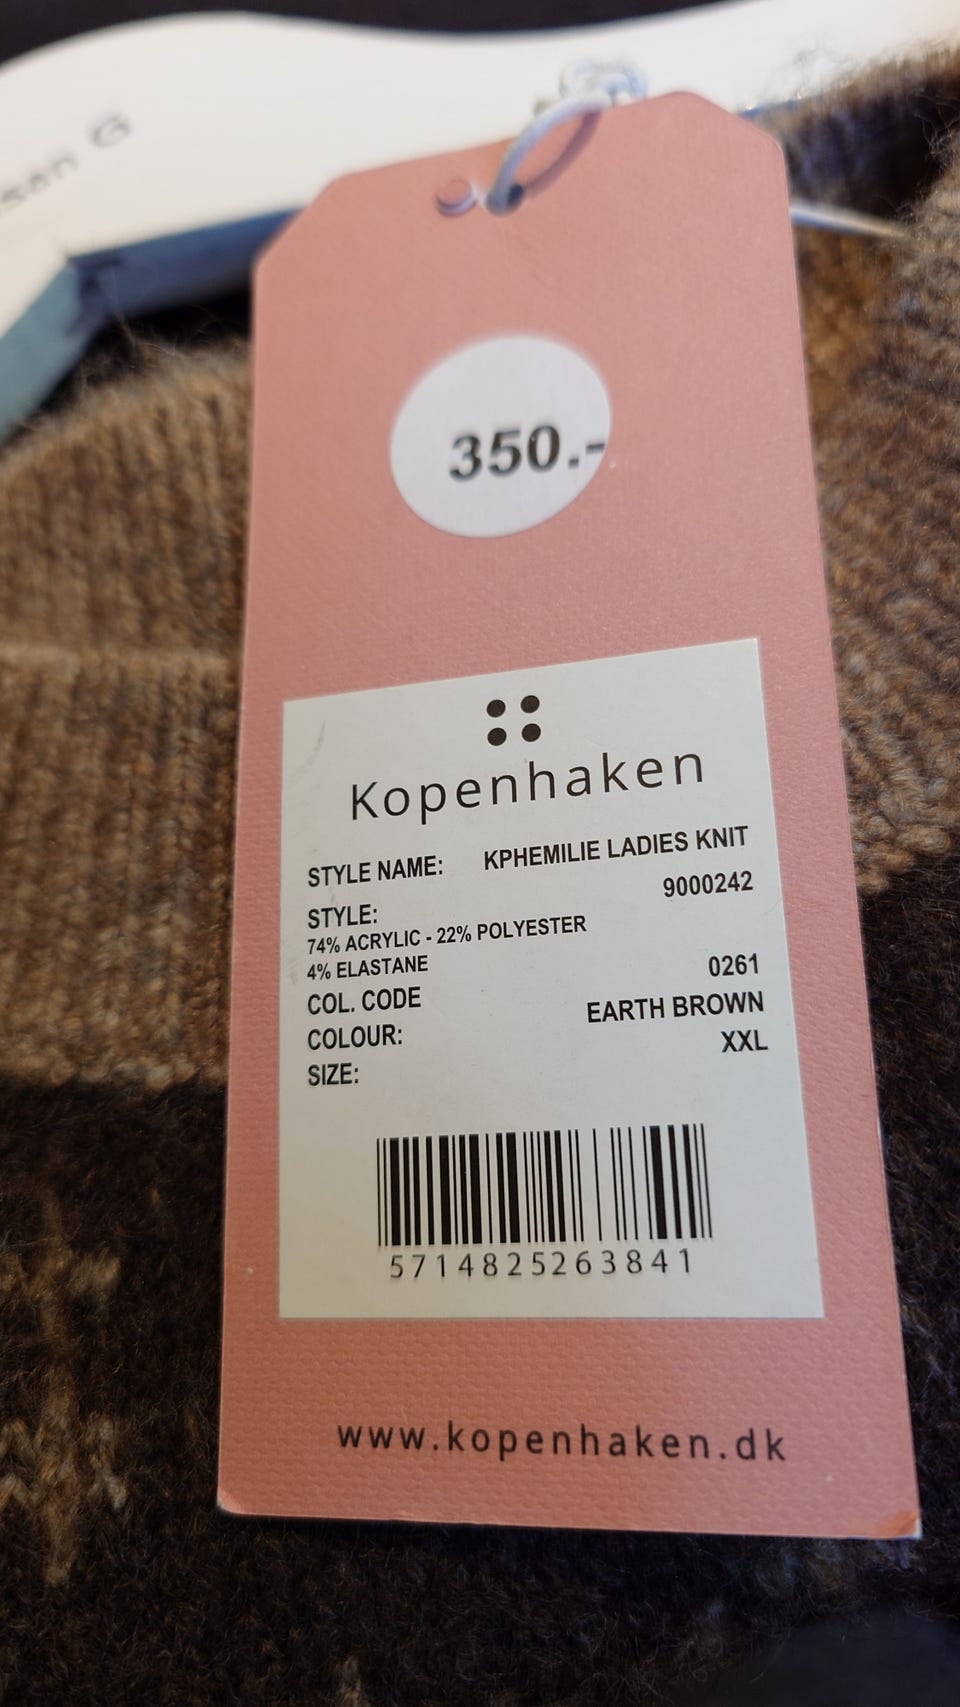 350.-
Kopenhaken
STYLE NAME: KPHEMILIE LADIES KNIT
STYLE: 9000242
74% ACRYLIC - 22% POLYESTER
4% ELASTANE
COL. CODE 0261
COLOUR: EARTH BROWN
SIZE: XXL
5714825263841
www.kopenhaken.dk